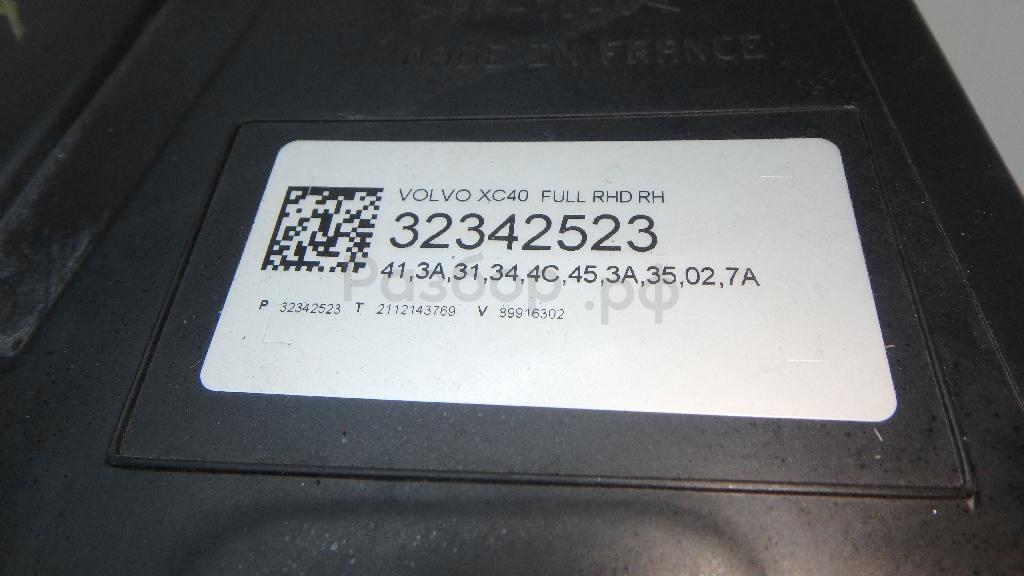 MADE IN FRANCE
VOLVO XC40 FULL RHD RH
32342523
41,3A,31,34,4C,45,3A,35,02,7A
Разбор.рф
P 32342523 T 2112143769 V 99916302